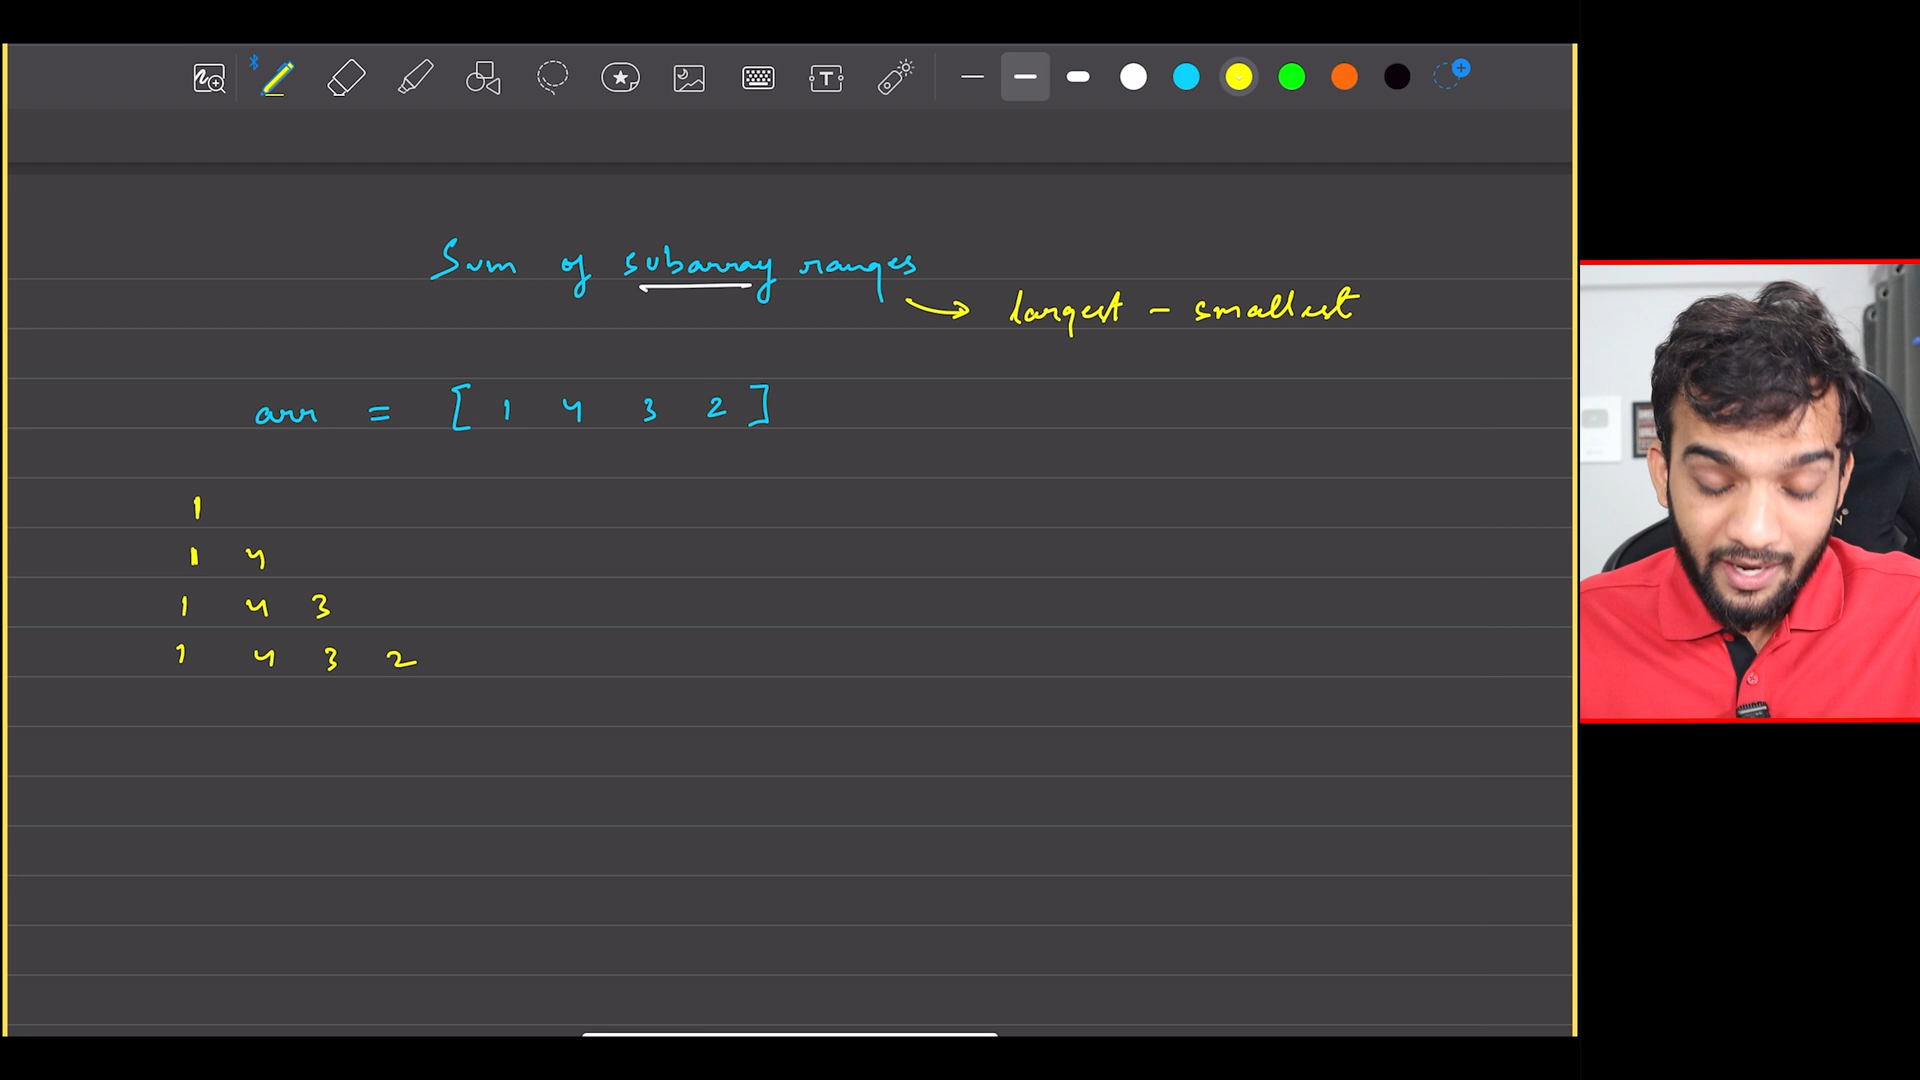 Sum of subarray ranges
largest - smallest
arr = [ 1 4 3 2 ]
1
1 4
1 4 3
1 4 3 2